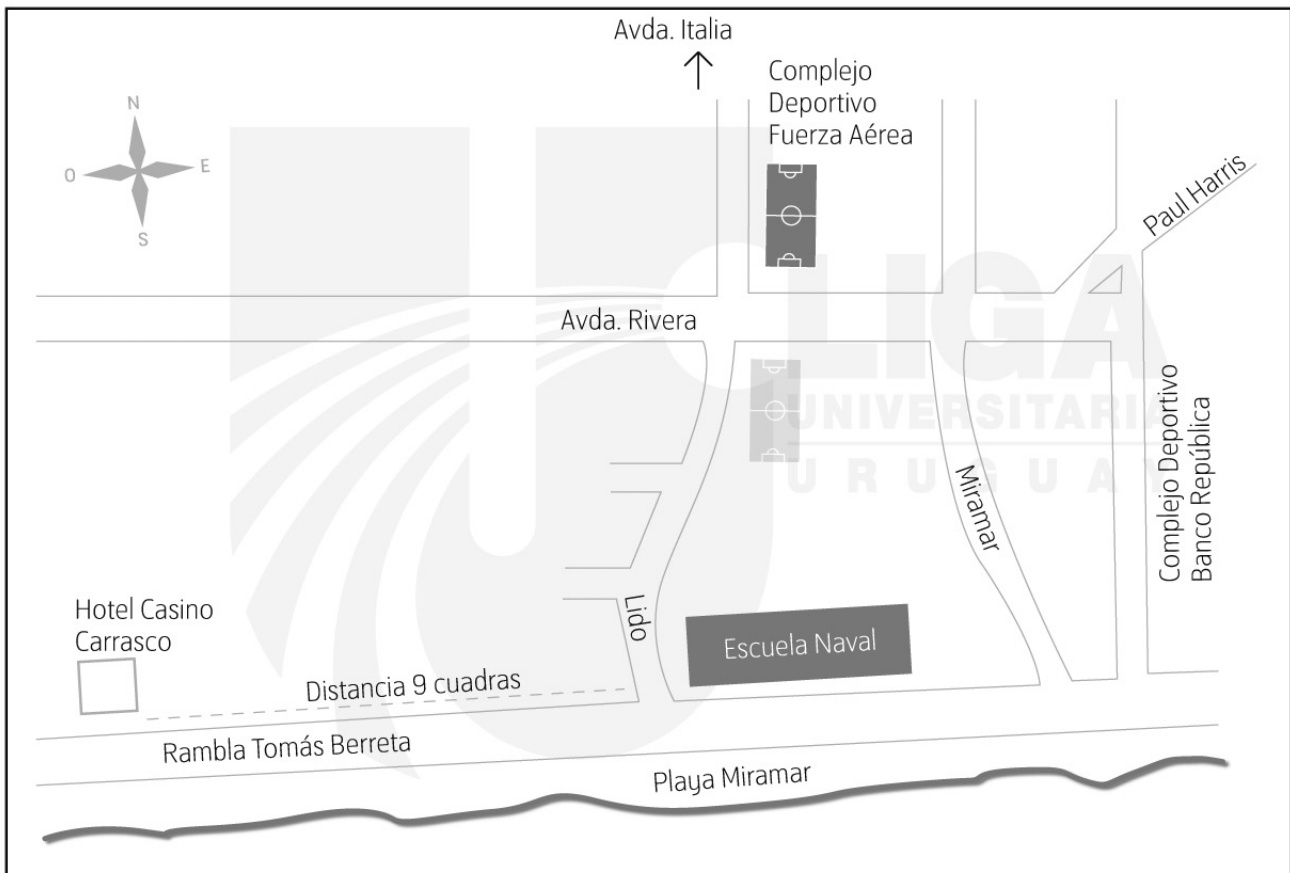 Avda. Italia
Complejo
Deportivo
Fuerza Aérea
N
O
E
S
Paul Harris
Avda. Rivera
LIGA
UNIVERSITARIA
URUGUAY
Complejo Deportivo
Banco República
Miramar
Lido
Escuela Naval
Hotel Casino
Carrasco
Distancia 9 cuadras
Rambla Tomás Berreta
Playa Miramar